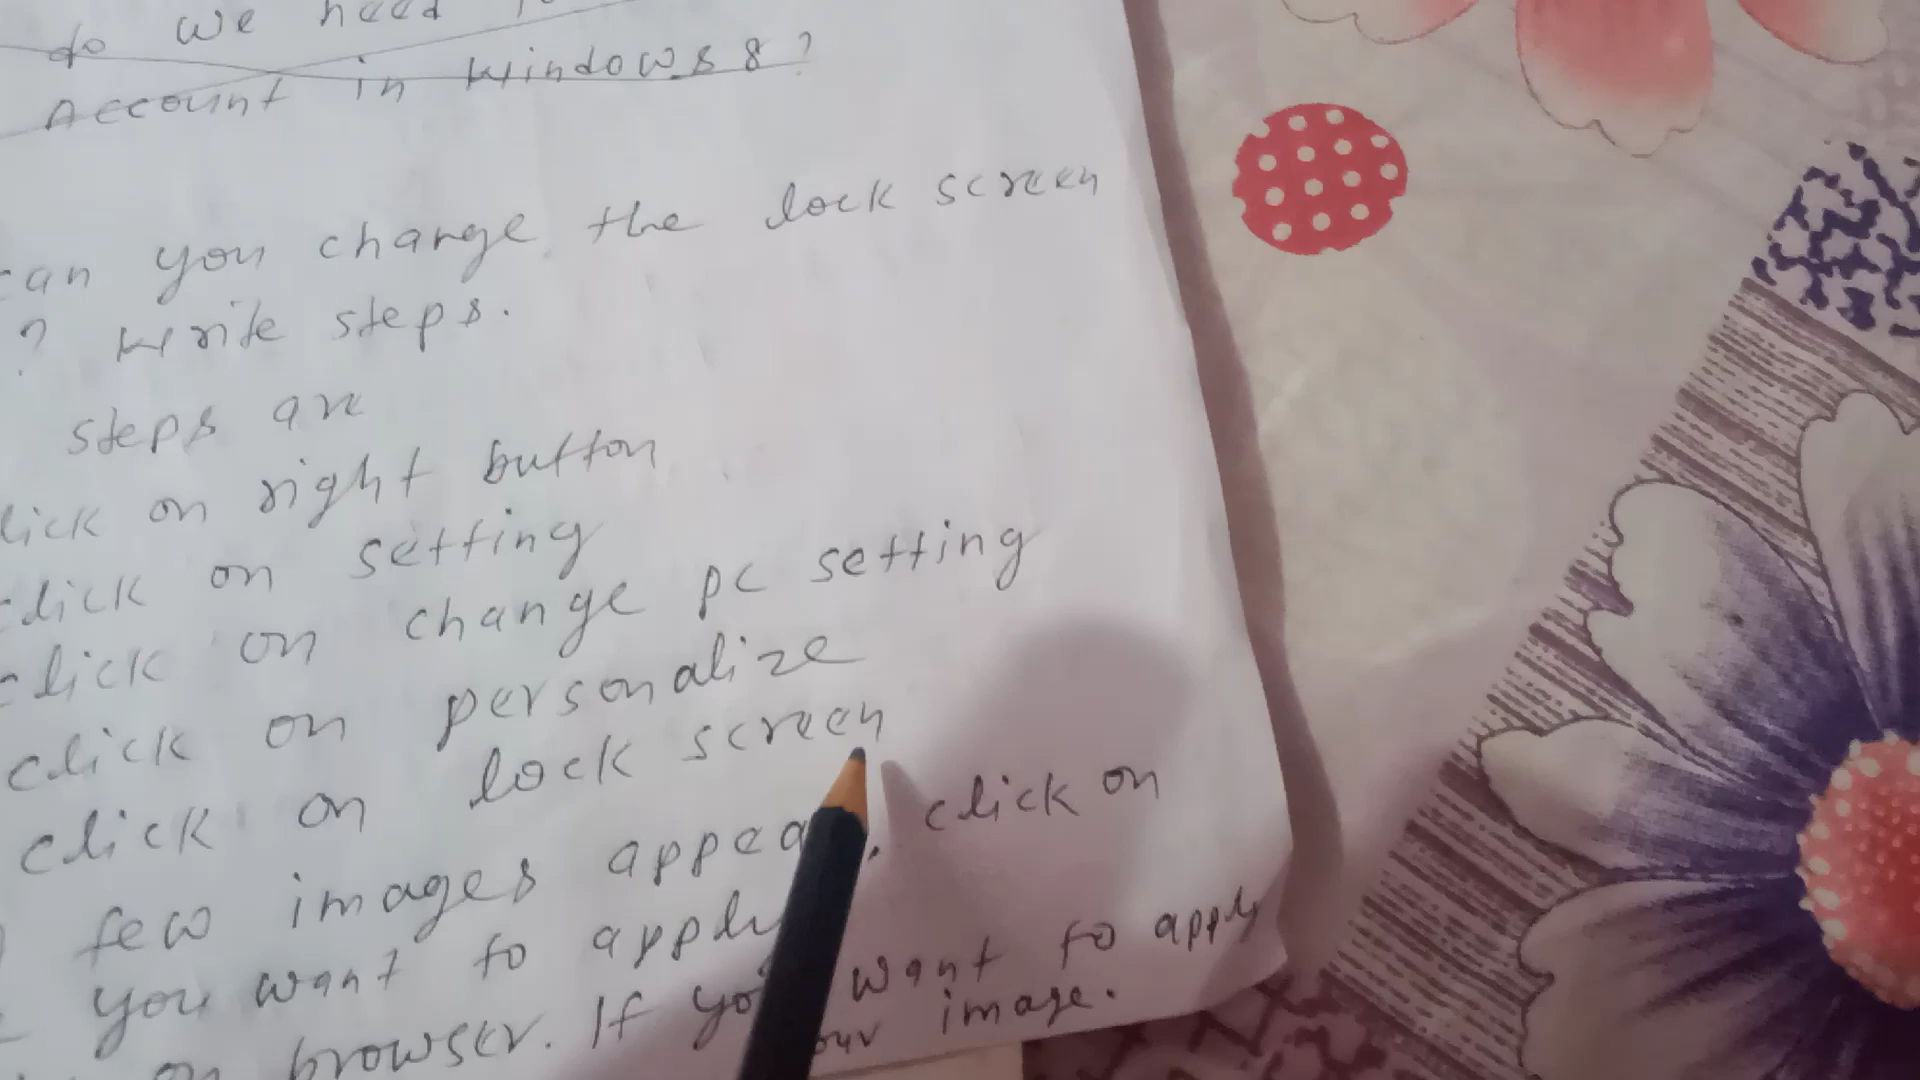 do we need
Account in Windows 8?
can you change the lock screen
? Write steps.
steps are
click on right button
click on setting
click on change pc setting
click on personalize
click on lock screen
few images appear, click on
you want to apply
on browser. If you want to apply
your image.